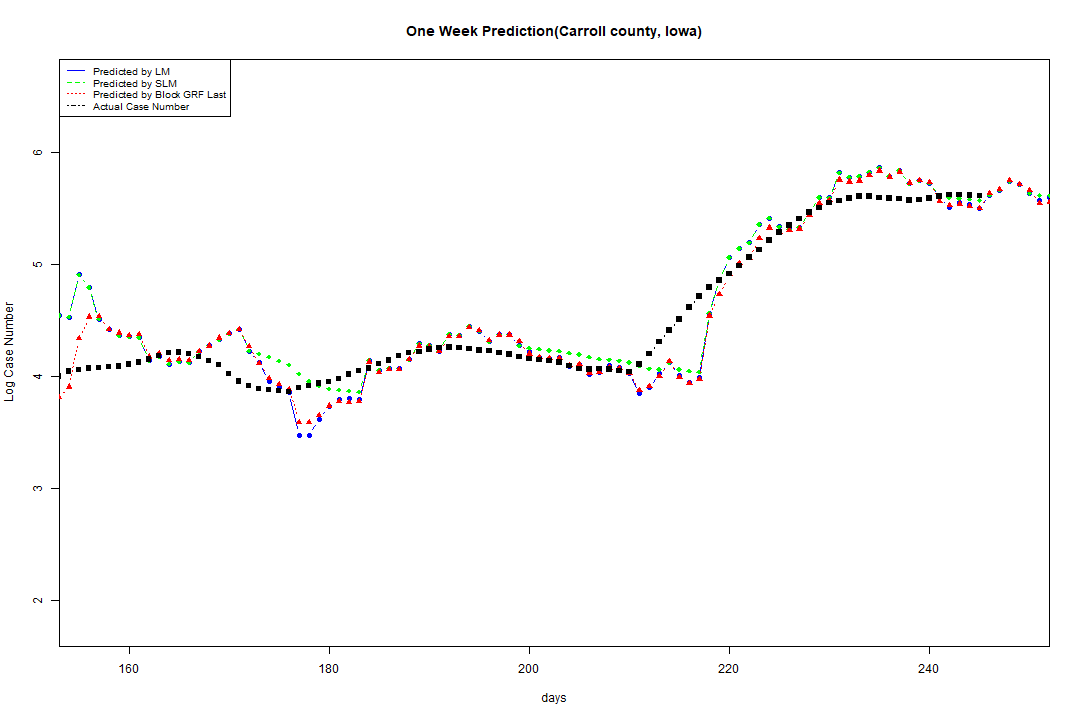 One Week Prediction(Carroll county, Iowa)
Predicted by LM
Predicted by SLM
Predicted by Block GRF Last
Actual Case Number
6
5
4
3
2
Log Case Number
160 180 200 220 240
days